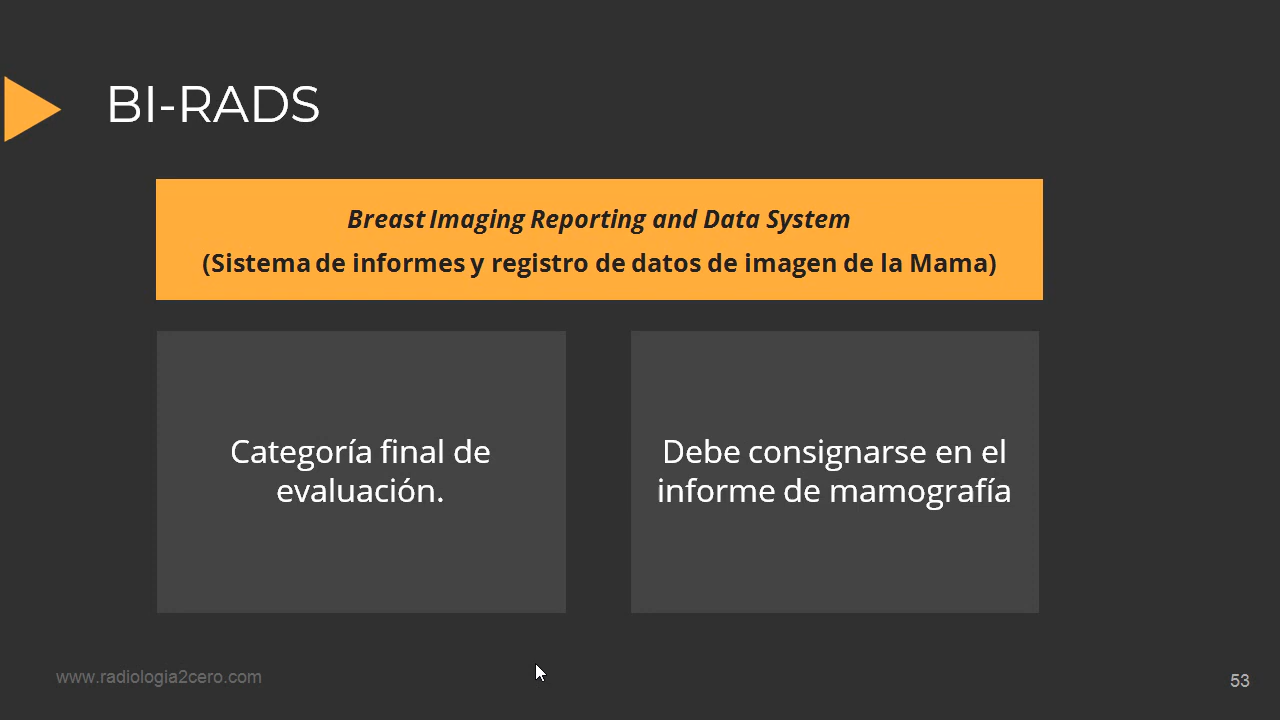 BI-RADS
Breast Imaging Reporting and Data System
(Sistema de informes y registro de datos de imagen de la Mama)
Categoría final de
evaluación.
Debe consignarse en el
informe de mamografía
www.radiologia2cero.com
53